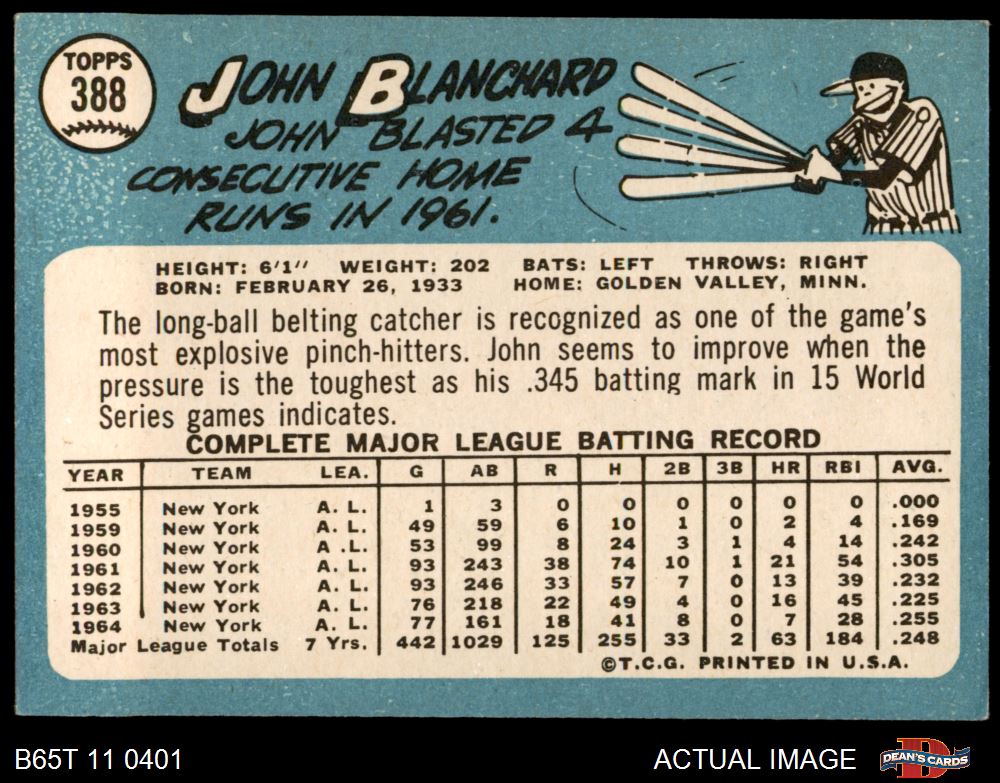 TOPPS
388
JOHN BLANCHARD
JOHN BLASTED 4
CONSECUTIVE HOME
RUNS IN 1961.
HEIGHT: 6'1" WEIGHT: 202 BATS: LEFT THROWS: RIGHT
BORN: FEBRUARY 26, 1933 HOME: GOLDEN VALLEY, MINN.
The long-ball belting catcher is recognized as one of the game's
most explosive pinch-hitters. John seems to improve when the
pressure is the toughest as his .345 batting mark in 15 World
Series games indicates.
COMPLETE MAJOR LEAGUE BATTING RECORD
YEAR TEAM LEA. G AB R H 2B 3B HR RBI AVG.
1955 New York A. L. 1 3 0 0 0 0 0 0 .000
1959 New York A. L. 49 59 6 10 1 0 2 4 .169
1960 New York A .L. 53 99 8 24 3 1 4 14 .242
1961 New York A. L. 93 243 38 74 10 1 21 54 .305
1962 New York A. L. 93 246 33 57 7 0 13 39 .232
1963 New York A. L. 76 218 22 49 4 0 16 45 .225
1964 New York A. L. 77 161 18 41 8 0 7 28 .255
Major League Totals 7 Yrs. 442 1029 125 255 33 2 63 184 .248
©T.C.G. PRINTED IN U.S.A.
B65T 11 0401 ACTUAL IMAGE D DEAN'S CARDS